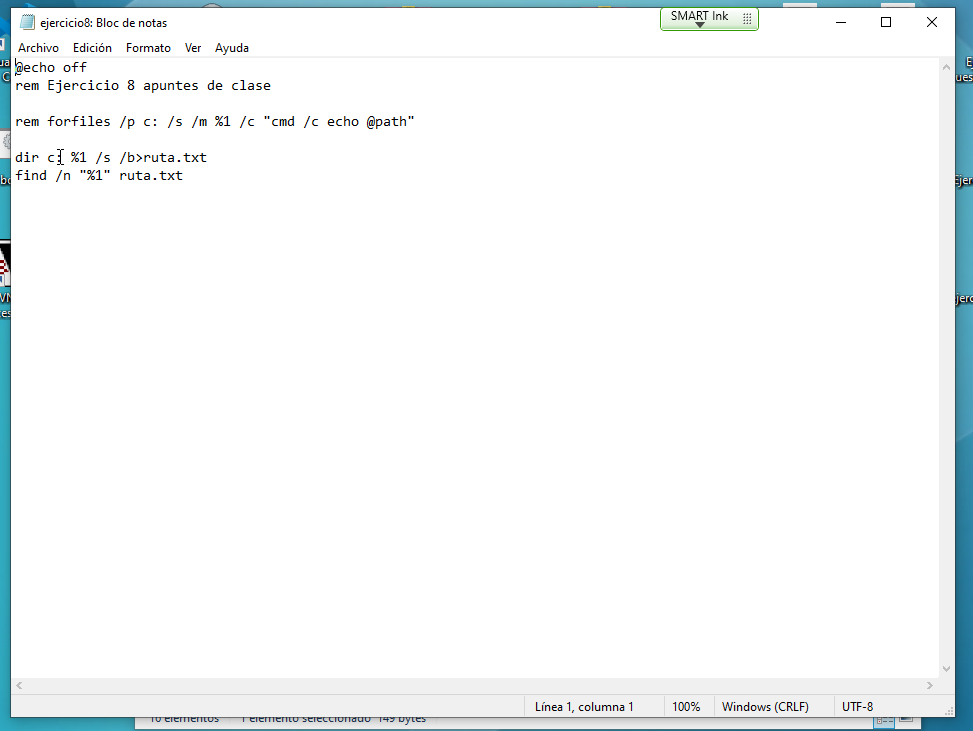 ejercicio8: Bloc de notas
SMART Ink
Archivo Edición Formato Ver Ayuda
@echo off
rem Ejercicio 8 apuntes de clase
rem forfiles /p c: /s /m %1 /c "cmd /c echo @path"
dir c: %1 /s /b>ruta.txt
find /n "%1" ruta.txt
Línea 1, columna 1 100% Windows (CRLF) UTF-8
10 elementos 1 elemento seleccionado 149 bytes